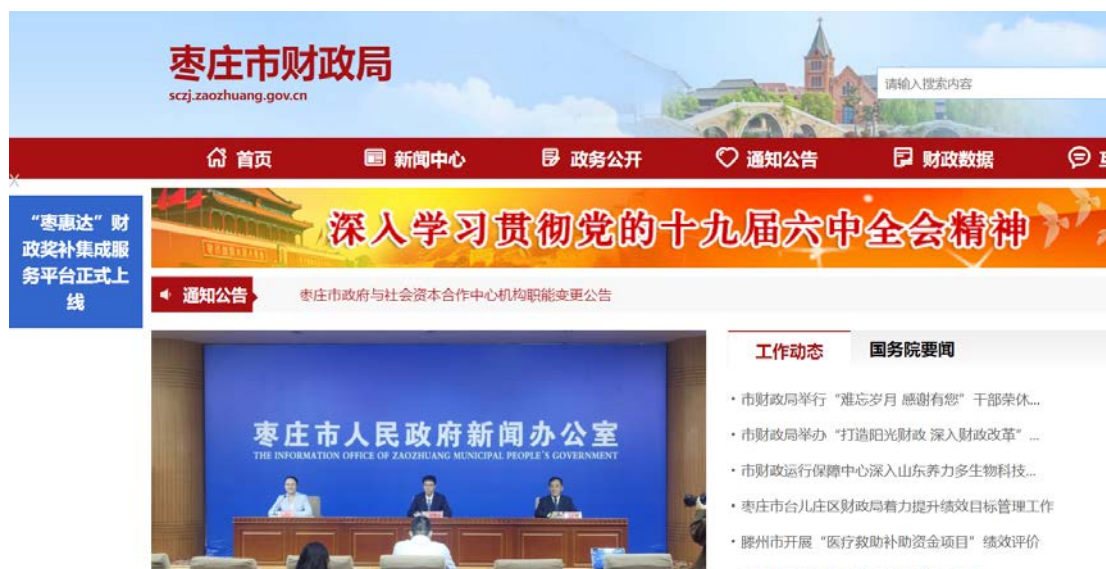 枣庄市财政局
sczj.zaozhuang.gov.cn
请输入搜索内容
首页 新闻中心 政务公开 通知公告 财政数据
X
“枣惠达”财
政奖补集成服
务平台正式上
线
深入学习贯彻党的十九届六中全会精神
通知公告 枣庄市政府与社会资本合作中心机构职能变更公告
工作动态 国务院要闻
枣庄市人民政府新闻办公室
THE INFORMATION OFFICE OF ZAOZHUANG MUNICIPAL PEOPLE'S GOVERNMENT
·市财政局举行“难忘岁月 感谢有您”干部荣休...
·市财政局举办“打造阳光财政 深入财政改革”...
·市财政运行保障中心深入山东养力多生物科技...
·枣庄市台儿庄区财政局着力提升绩效目标管理工作
·滕州市开展“医疗救助补助资金项目”绩效评价